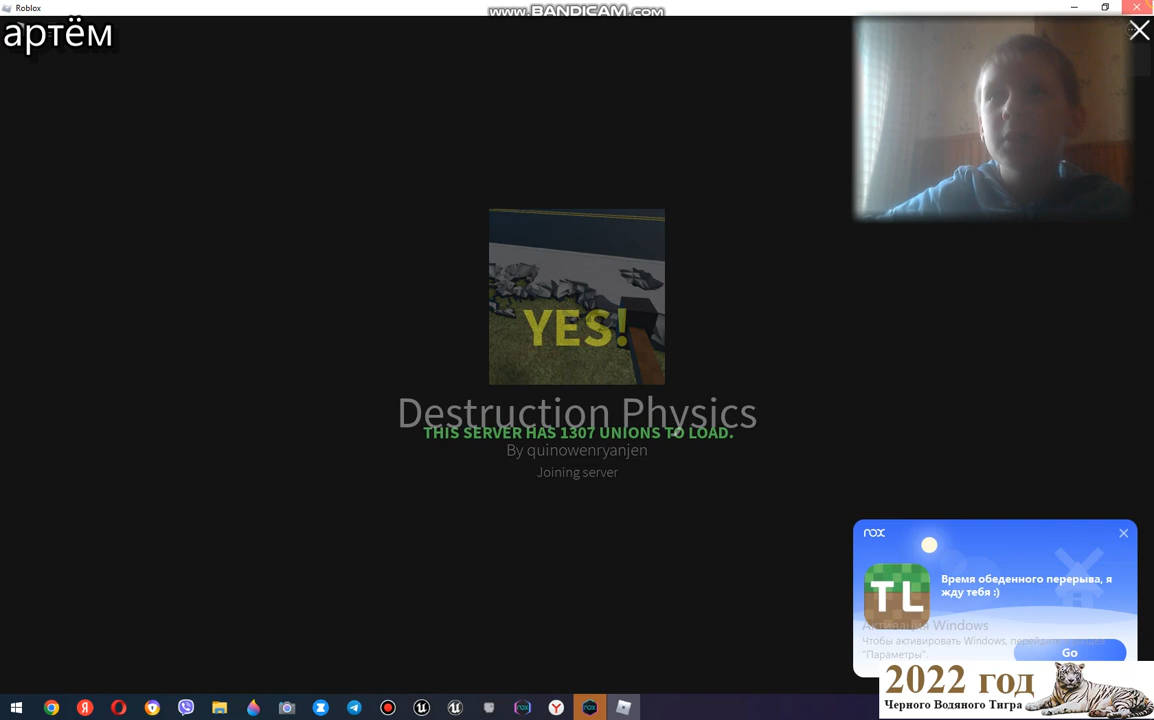 Roblox
WWW.BANDICAM.COM
артём
YES!
Destruction Physics
THIS SERVER HAS 1307 UNIONS TO LOAD.
By quinowenryanjen
Joining server
nox
TL
Время обеденного перерыва, я
жду тебя :)
Активация Windows
Чтобы активировать Windows, перейдите
"Параметры".
Go
2022 год
Черного Водяного Тигра